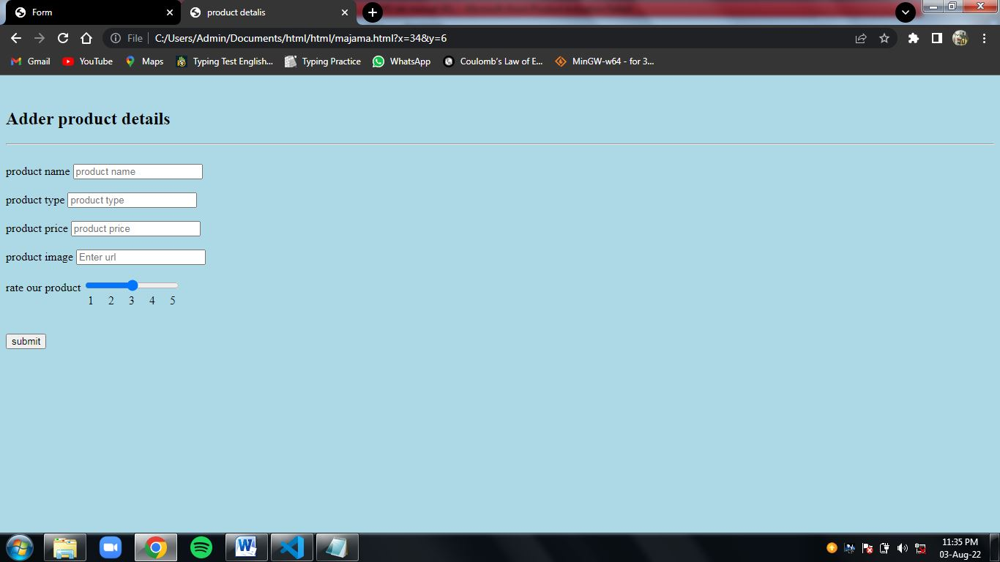 Form
product detalis
File
C:/Users/Admin/Documents/html/html/majama.html?x=34&y=6
Gmail
YouTube
Maps
Typing Test English...
Typing Practice
WhatsApp
Coulomb's Law of E...
MinGW-w64 - for 3...
Adder product details
product name product name
product type product type
product price product price
product image Enter url
rate our product
1 2 3 4 5
submit
11:35 PM
03-Aug-22